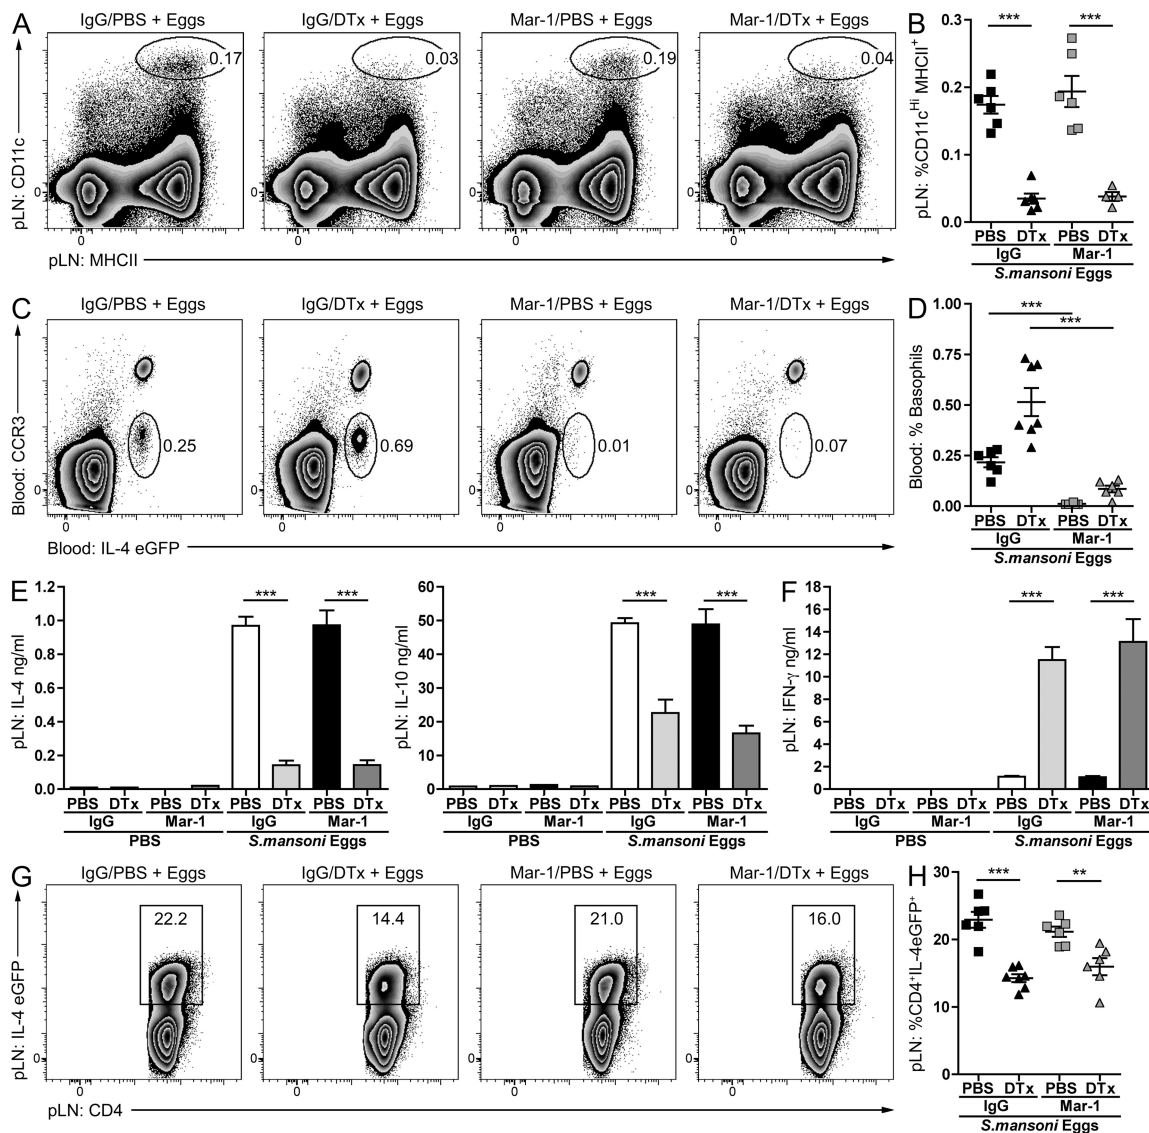 A
IgG/PBS + Eggs
IgG/DTx + Eggs
Mar-1/PBS + Eggs
Mar-1/DTx + Eggs
0.17
0.03
0.19
0.04
pLN: CD11c
0
0
0
0
0
pLN: MHCII
B
pLN: %CD11cHi MHCII+
0.3
0.2
0.1
0.0
PBS DTx PBS DTx
IgG Mar-1
S.mansoni Eggs
C
IgG/PBS + Eggs
IgG/DTx + Eggs
Mar-1/PBS + Eggs
Mar-1/DTx + Eggs
0.25
0.69
0.01
0.07
Blood: CCR3
0
0
0
0
0
Blood: IL-4 eGFP
D
Blood: % Basophils
1.00
0.75
0.50
0.25
0.00
*** 
***
PBS DTx PBS DTx
IgG Mar-1
S.mansoni Eggs
E
pLN: IL-4 ng/ml
1.2
1.0
0.8
0.6
0.4
0.2
0.0
*** ***
PBS DTx PBS DTx PBS DTx PBS DTx
IgG Mar-1 IgG Mar-1
PBS S.mansoni Eggs
pLN: IL-10 ng/ml
60
50
40
30
20
10
0
*** ***
PBS DTx PBS DTx PBS DTx PBS DTx
IgG Mar-1 IgG Mar-1
PBS S.mansoni Eggs
F
pLN: IFN-γ ng/ml
18
16
14
12
10
8
6
4
2
0
*** ***
PBS DTx PBS DTx PBS DTx PBS DTx
IgG Mar-1 IgG Mar-1
PBS S.mansoni Eggs
G
IgG/PBS + Eggs
IgG/DTx + Eggs
Mar-1/PBS + Eggs
Mar-1/DTx + Eggs
22.2
14.4
21.0
16.0
pLN: IL-4 eGFP
0
0
0
0
0
pLN: CD4
H
pLN: %CD4+IL-4eGFP+
30
20
10
0
*** **
PBS DTx PBS DTx
IgG Mar-1
S.mansoni Eggs